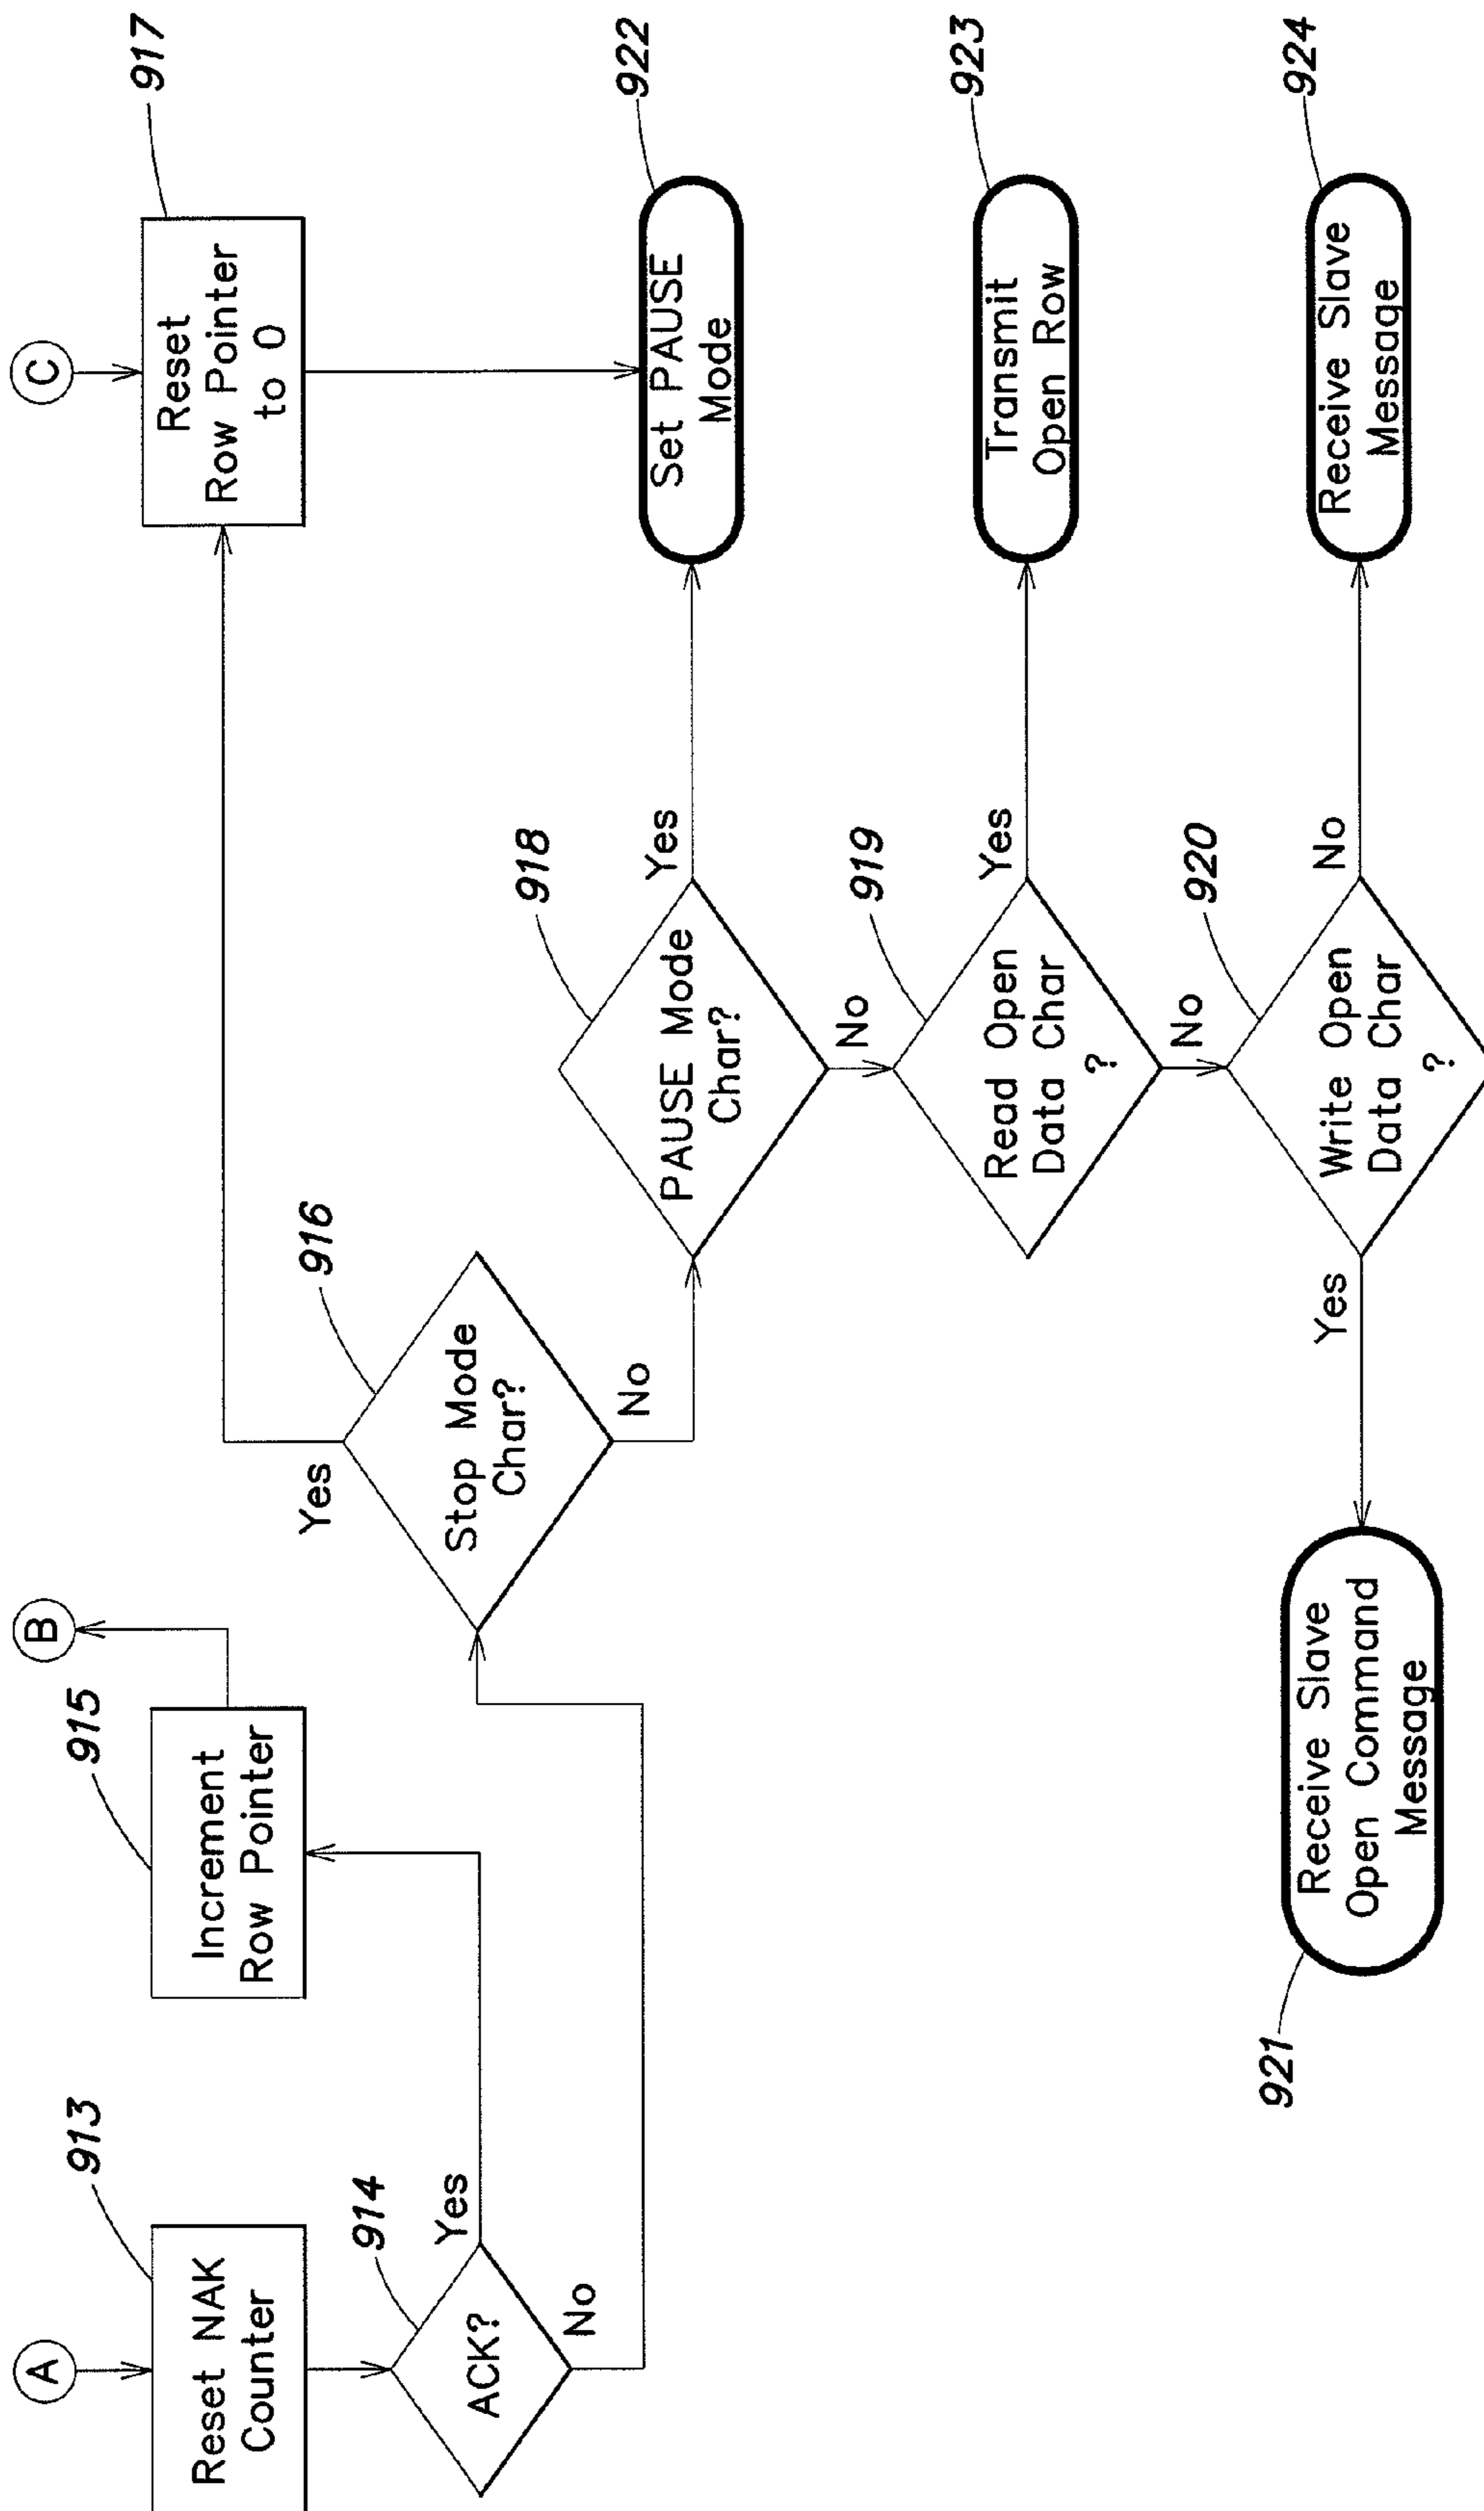 A
913
Reset NAK
Counter
914
ACK?
Yes
No
915
Increment
Row Pointer
B
916
Stop Mode
Char?
Yes
No
C
917
Reset
Row Pointer
to 0
918
PAUSE Mode
Char?
Yes
No
922
Set PAUSE
Mode
919
Read Open
Data Char
?
Yes
No
923
Transmit
Open Row
920
Write Open
Data Char
?
Yes
No
921
Receive Slave
Open Command
Message
924
Receive Slave
Message